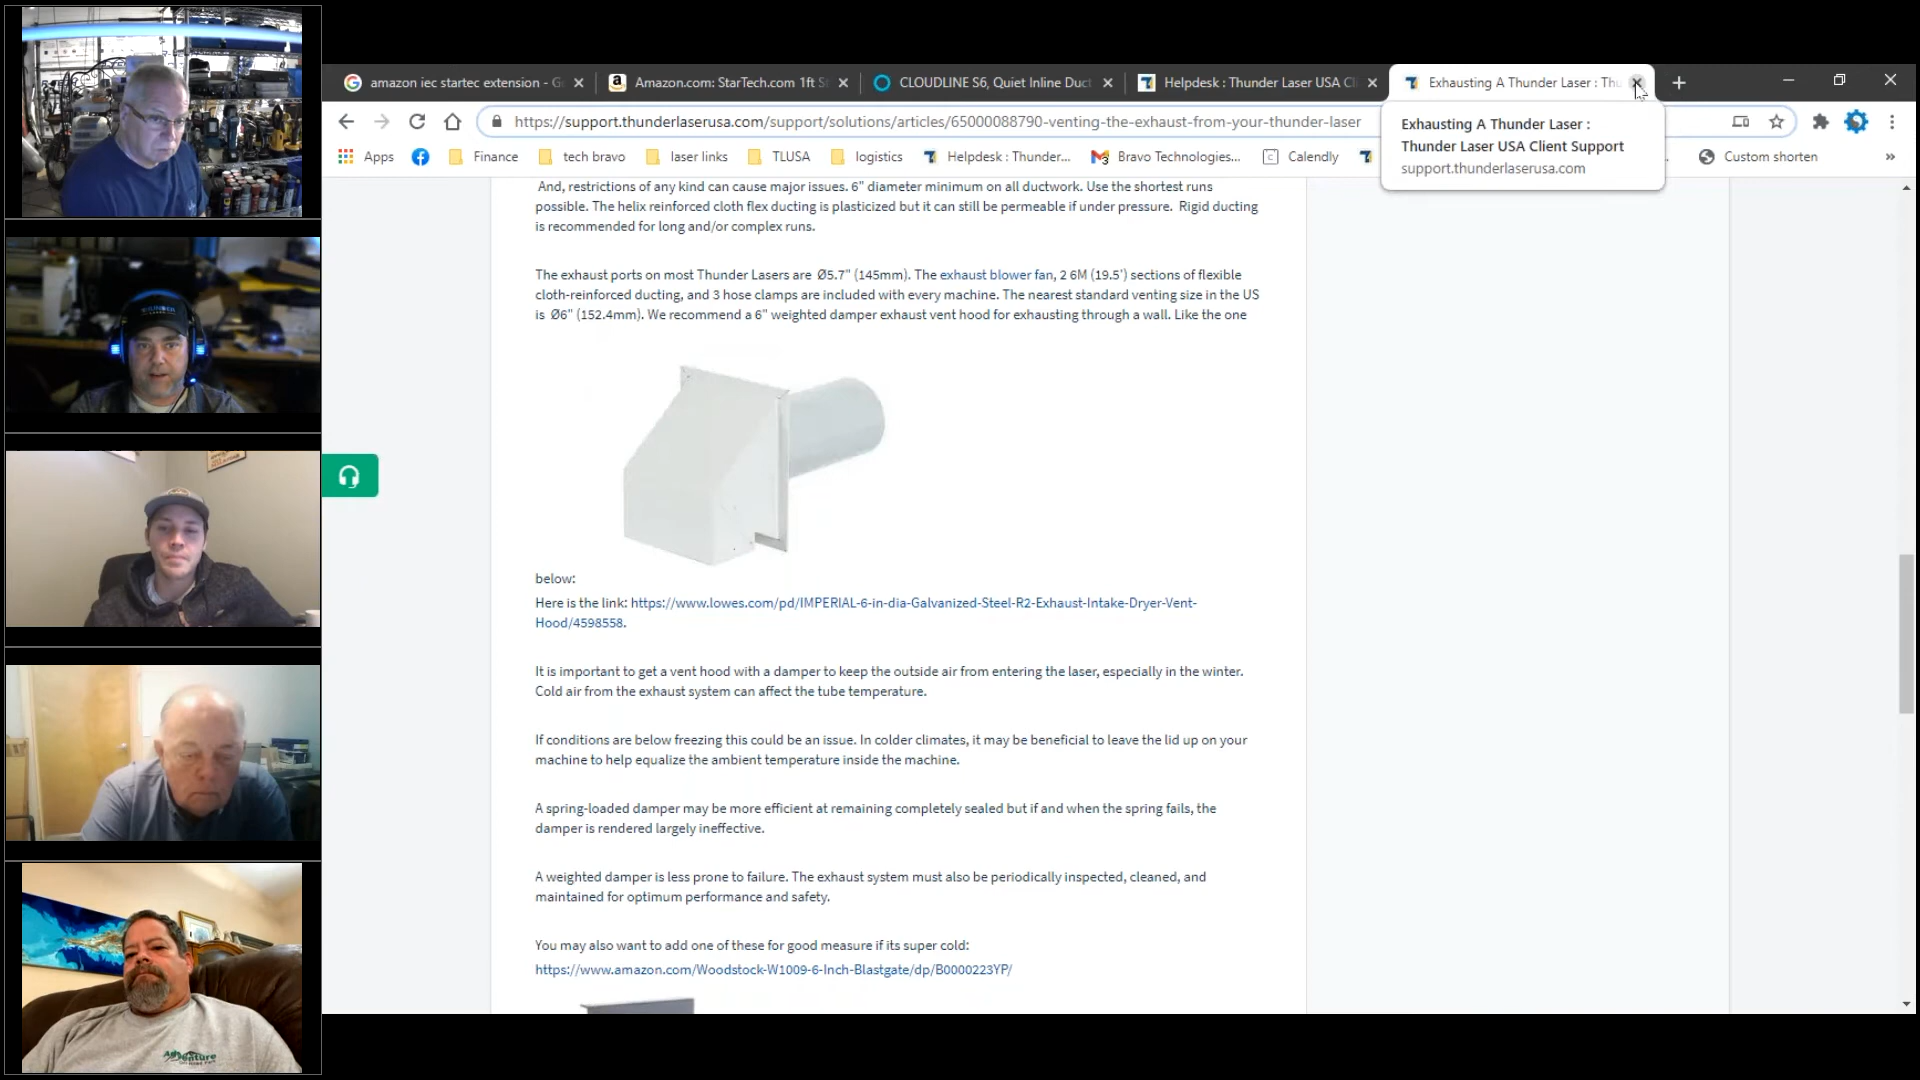 amazon iec startec extension - G
Amazon.com: StarTech.com 1ft S
CLOUDLINE S6, Quiet Inline Duct
Helpdesk : Thunder Laser USA Cl
Exhausting A Thunder Laser : Thu
https://support.thunderlaserusa.com/support/solutions/articles/65000088790-venting-the-exhaust-from-your-thunder-laser
Exhausting A Thunder Laser :
Thunder Laser USA Client Support
support.thunderlaserusa.com
Apps
Finance
tech bravo
laser links
TLUSA
logistics
Helpdesk : Thunder...
Bravo Technologies...
Calendly
Custom shorten
And, restrictions of any kind can cause major issues. 6" diameter minimum on all ductwork. Use the shortest runs
possible. The helix reinforced cloth flex ducting is plasticized but it can still be permeable if under pressure. Rigid ducting
is recommended for long and/or complex runs.
The exhaust ports on most Thunder Lasers are Ø5.7" (145mm). The exhaust blower fan, 2 6M (19.5') sections of flexible
cloth-reinforced ducting, and 3 hose clamps are included with every machine. The nearest standard venting size in the US
is Ø6" (152.4mm). We recommend a 6" weighted damper exhaust vent hood for exhausting through a wall. Like the one
below:
Here is the link: https://www.lowes.com/pd/IMPERIAL-6-in-dia-Galvanized-Steel-R2-Exhaust-Intake-Dryer-Vent-
Hood/4598558.
It is important to get a vent hood with a damper to keep the outside air from entering the laser, especially in the winter.
Cold air from the exhaust system can affect the tube temperature.
If conditions are below freezing this could be an issue. In colder climates, it may be beneficial to leave the lid up on your
machine to help equalize the ambient temperature inside the machine.
A spring-loaded damper may be more efficient at remaining completely sealed but if and when the spring fails, the
damper is rendered largely ineffective.
A weighted damper is less prone to failure. The exhaust system must also be periodically inspected, cleaned, and
maintained for optimum performance and safety.
You may also want to add one of these for good measure if its super cold:
https://www.amazon.com/Woodstock-W1009-6-Inch-Blastgate/dp/B0000223YP/
Adventure